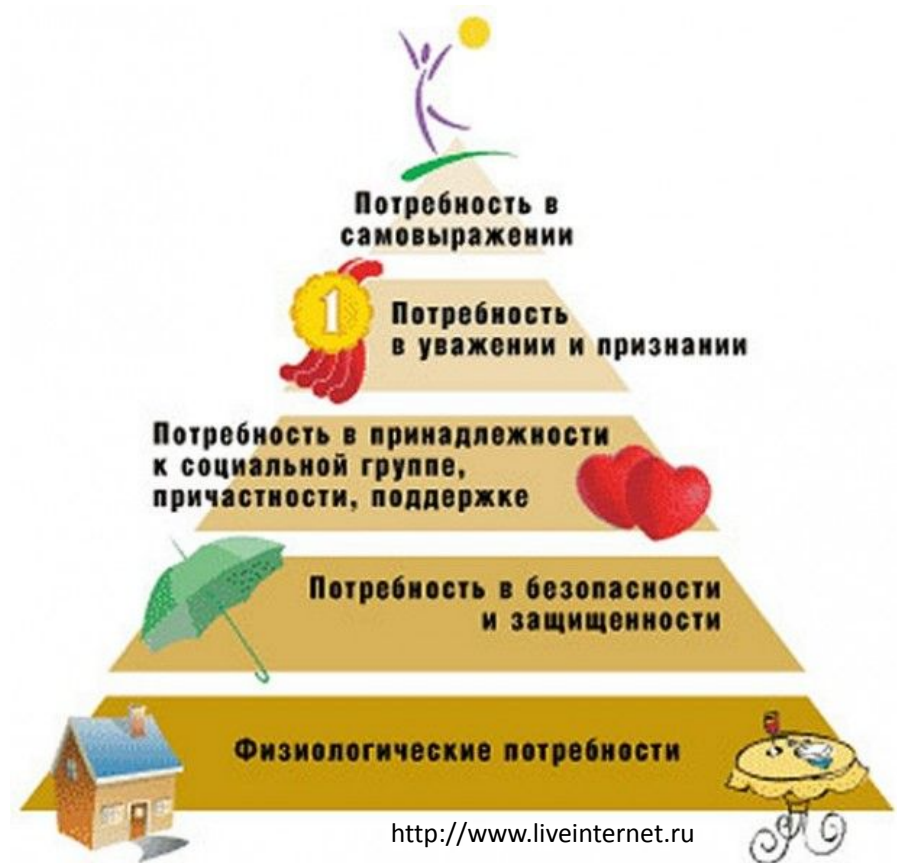 Потребность в
самовыражении
1
Потребность
в уважении и признании
Потребность в принадлежности
к социальной группе,
причастности, поддержке
Потребность в безопасности
и защищенности
Физиологические потребности
http://www.liveinternet.ru